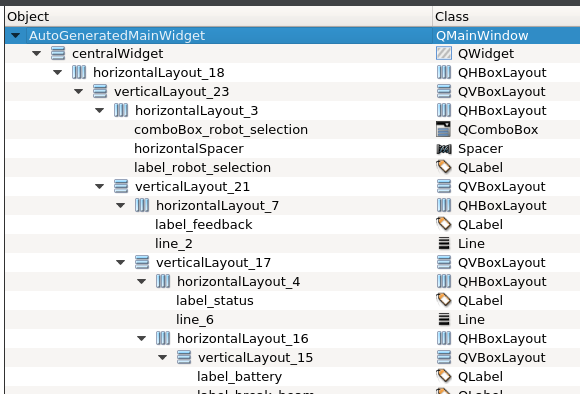 Object Class
AutoGeneratedMainWidget QMainWindow
centralWidget QWidget
horizontalLayout_18 QHBoxLayout
verticalLayout_23 QVBoxLayout
horizontalLayout_3 QHBoxLayout
comboBox_robot_selection QComboBox
horizontalSpacer Spacer
label_robot_selection QLabel
verticalLayout_21 QVBoxLayout
horizontalLayout_7 QHBoxLayout
label_feedback QLabel
line_2 Line
verticalLayout_17 QVBoxLayout
horizontalLayout_4 QHBoxLayout
label_status QLabel
line_6 Line
horizontalLayout_16 QHBoxLayout
verticalLayout_15 QVBoxLayout
label_battery QLabel
label_break_beam QLabel